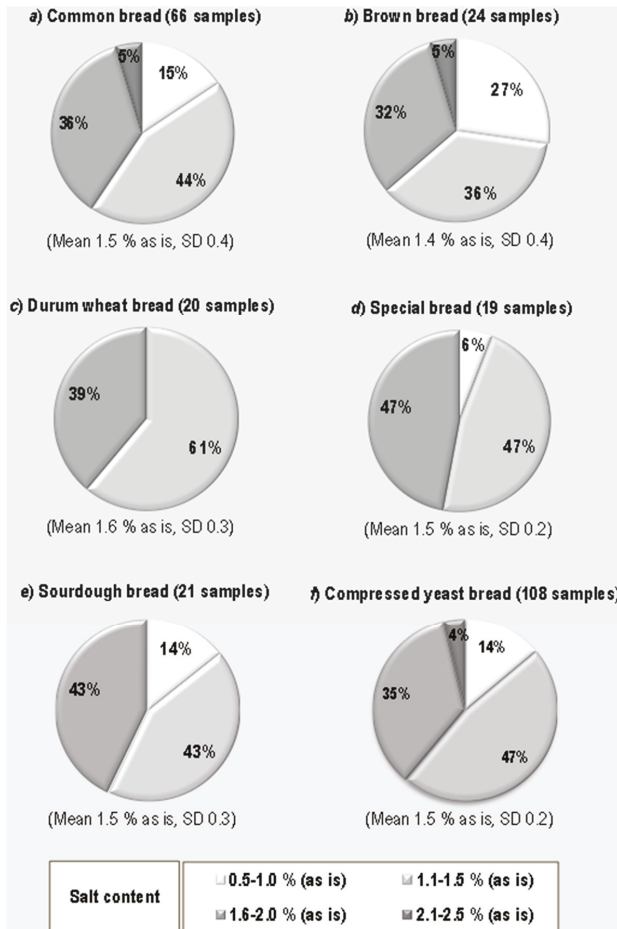 a) Common bread (66 samples)
5%
15%
36%
44%
(Mean 1.5 % as is, SD 0.4)
b) Brown bread (24 samples)
5%
27%
32%
36%
(Mean 1.4 % as is, SD 0.4)
c) Durum wheat bread (20 samples)
39%
61%
(Mean 1.6 % as is, SD 0.3)
d) Special bread (19 samples)
6%
47%
47%
(Mean 1.5 % as is, SD 0.2)
e) Sourdough bread (21 samples)
14%
43%
43%
(Mean 1.5 % as is, SD 0.3)
f) Compressed yeast bread (108 samples)
4%
14%
35%
47%
(Mean 1.5 % as is, SD 0.2)
Salt content
0.5-1.0 % (as is)
1.1-1.5 % (as is)
1.6-2.0 % (as is)
2.1-2.5 % (as is)